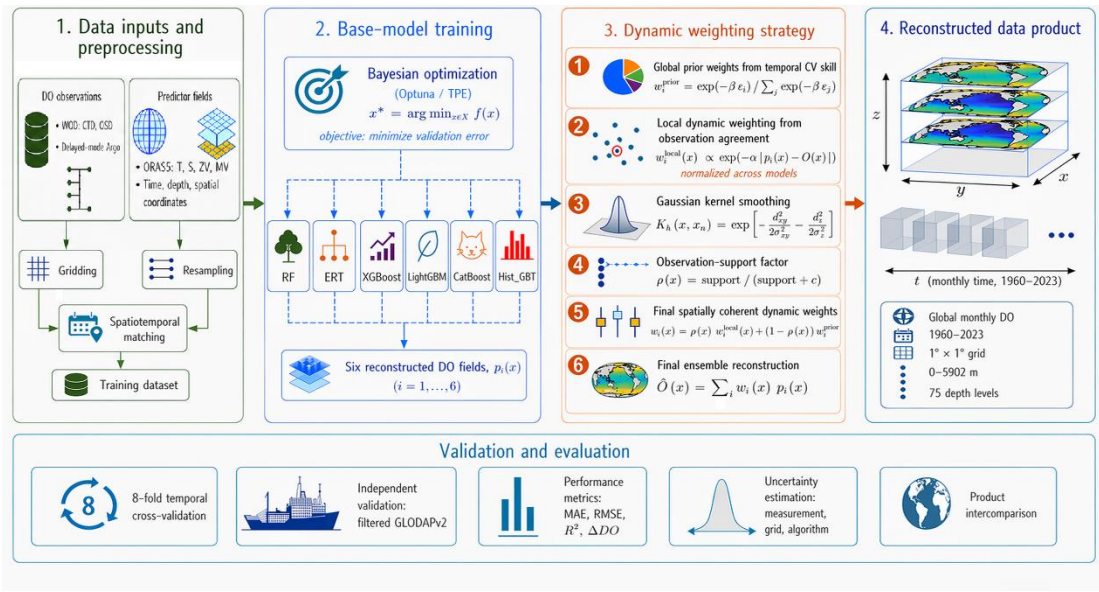 1. Data inputs and
preprocessing
DO observations
• WOD: CTD, OSD
• Delayed-mode Argo
Predictor fields
• ORAS5: T, S, ZV, MV
• Time, depth, spatial
coordinates
Gridding
Resampling
Spatiotemporal
matching
Training dataset
2. Base-model training
Bayesian optimization
(Optuna / TPE)
x* = arg min_{x∈X} f(x)
objective: minimize validation error
RF
ERT
XGBoost
LightGBM
CatBoost
Hist_GBT
Six reconstructed DO fields, p_i(x)
(i = 1, ..., 6)
3. Dynamic weighting strategy
1
Global prior weights from temporal CV skill
w_i^prior = exp(−β ε_i) / ∑_j exp(−β ε_j)
2
Local dynamic weighting from
observation agreement
w_i^local(x) ∝ exp(−α |p_i(x) − O(x)|)
normalized across models
3
Gaussian kernel smoothing
K_h(x, x_n) = exp[−d_xy^2/2σ_xy^2 − d_z^2/2σ_z^2]
4
Observation-support factor
ρ(x) = support / (support + c)
5
Final spatially coherent dynamic weights
w_i(x) = ρ(x) w_i^local(x) + (1 − ρ(x)) w_i^prior
6
Final ensemble reconstruction
Ô(x) = ∑_i w_i(x) p_i(x)
4. Reconstructed data product
z
y
x
t (monthly time, 1960–2023)
Global monthly DO
1960–2023
1° × 1° grid
0–5902 m
75 depth levels
Validation and evaluation
8
8-fold temporal
cross-validation
Independent
validation:
filtered GLODAPv2
Performance
metrics:
MAE, RMSE,
R², ΔDO
Uncertainty
estimation:
measurement,
grid, algorithm
Product
intercomparison